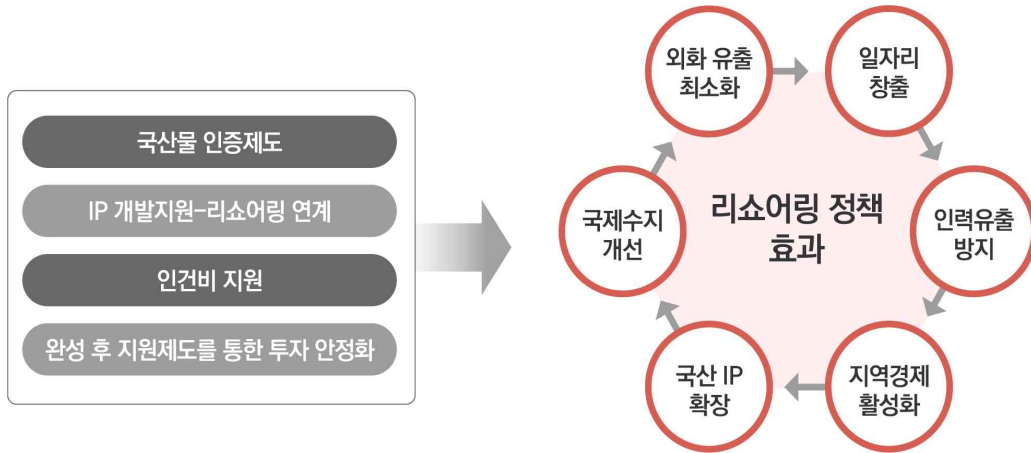 국산물 인증제도
IP 개발지원-리쇼어링 연계
인건비 지원
완성 후 지원제도를 통한 투자 안정화
외화 유출
최소화
일자리
창출
국제수지
개선
리쇼어링 정책
효과
인력유출
방지
국산 IP
확장
지역경제
활성화